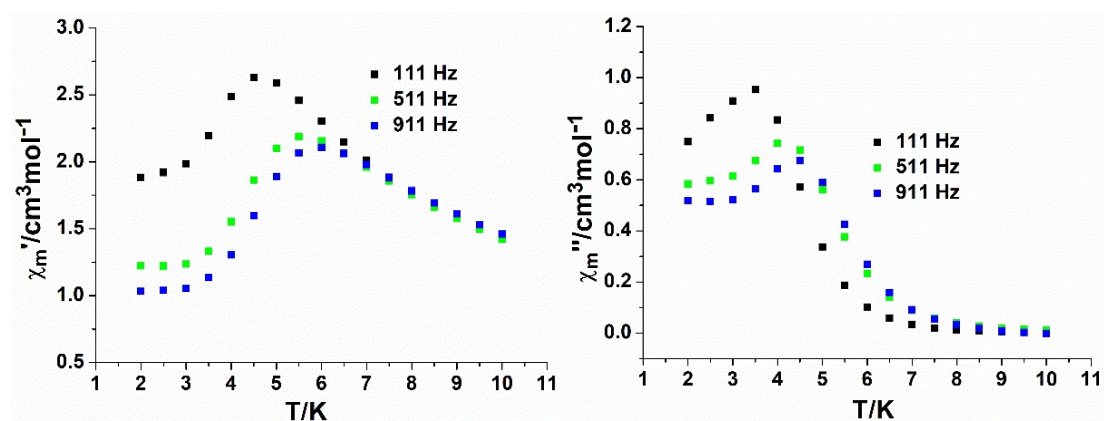 3.0
2.5
2.0
1.5
1.0
0.5
χm'/cm³mol⁻¹
111 Hz
511 Hz
911 Hz
1 2 3 4 5 6 7 8 9 10 11
T/K
1.2
1.0
0.8
0.6
0.4
0.2
0.0
χm''/cm³mol⁻¹
111 Hz
511 Hz
911 Hz
1 2 3 4 5 6 7 8 9 10 11
T/K